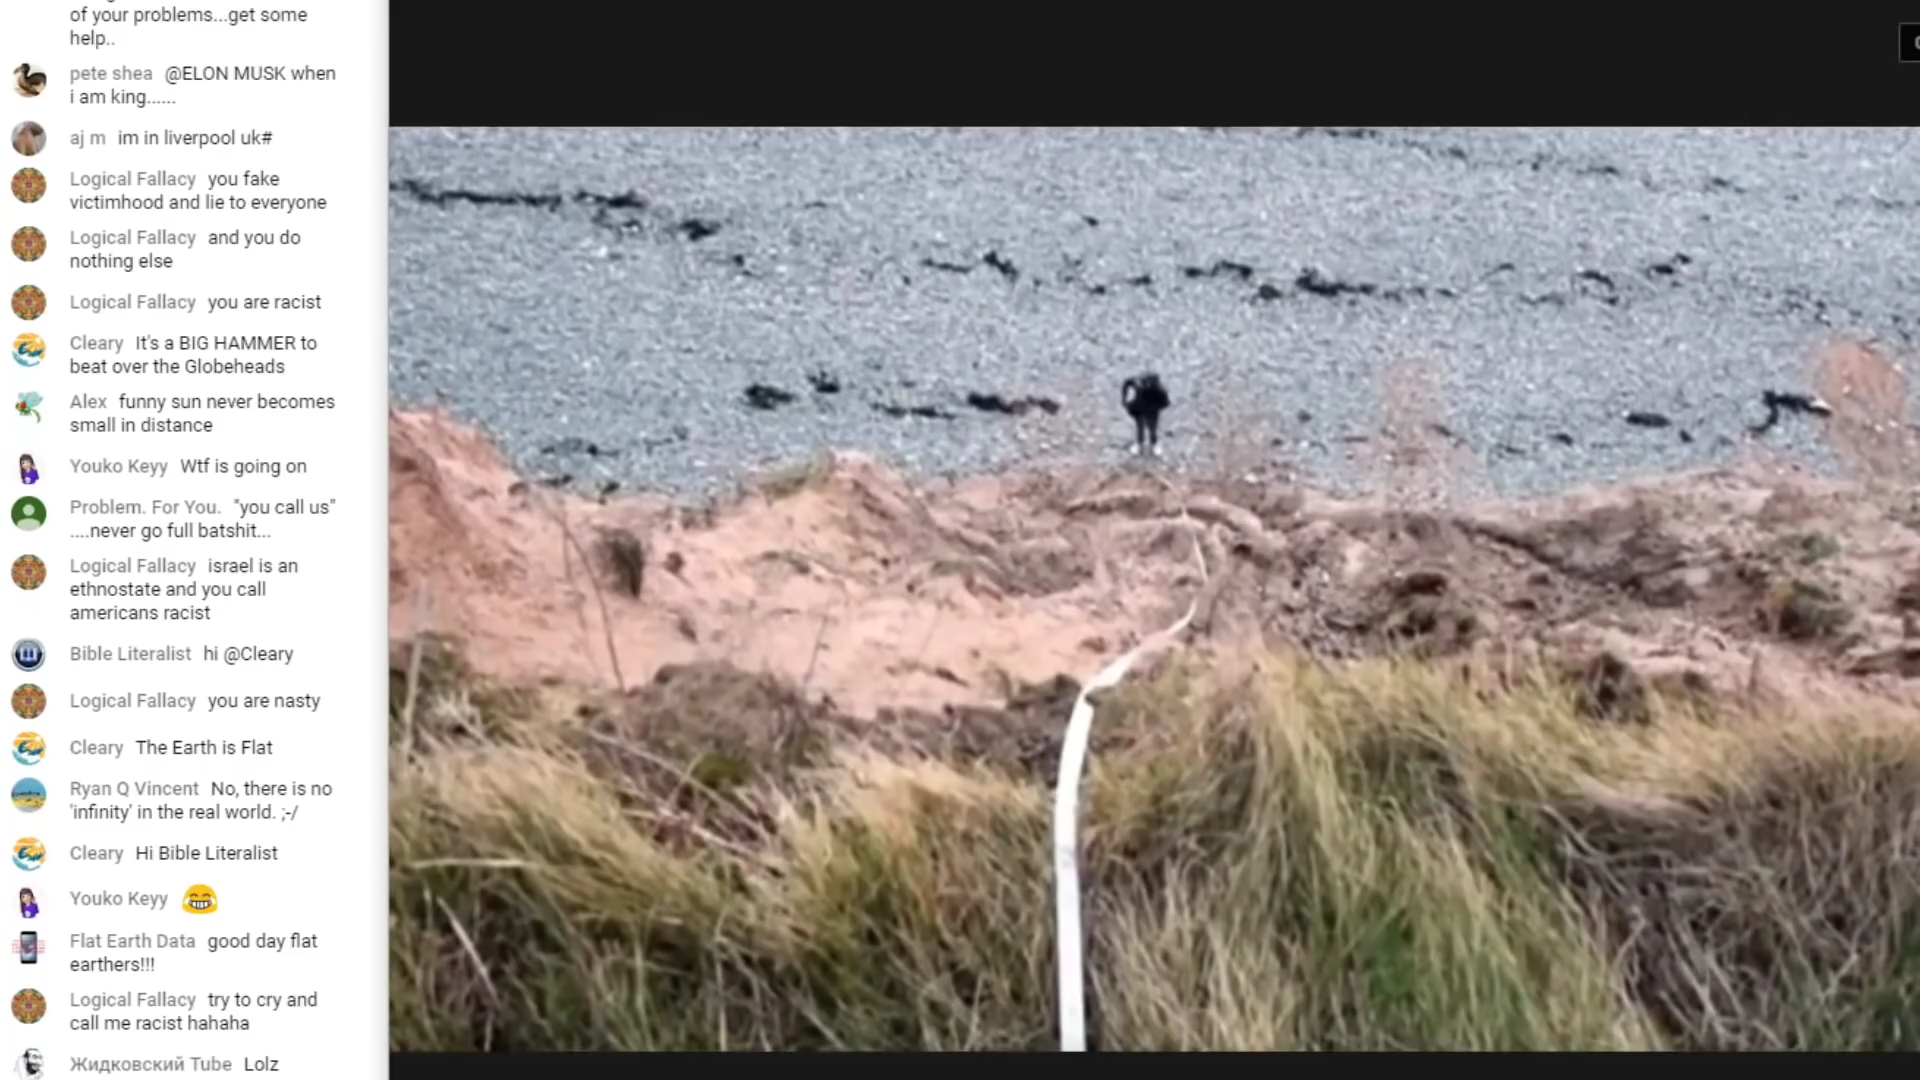 of your problems...get some
help..
pete shea @ELON MUSK when
i am king......
aj m im in liverpool uk#
Logical Fallacy you fake
victimhood and lie to everyone
Logical Fallacy and you do
nothing else
Logical Fallacy you are racist
Cleary It's a BIG HAMMER to
beat over the Globeheads
Alex funny sun never becomes
small in distance
Youko Keyy Wtf is going on
Problem. For You. "you call us"
....never go full batshit...
Logical Fallacy israel is an
ethnostate and you call
americans racist
Bible Literalist hi @Cleary
Logical Fallacy you are nasty
Cleary The Earth is Flat
Ryan Q Vincent No, there is no
'infinity' in the real world. ;-/
Cleary Hi Bible Literalist
Youko Keyy 😂
Flat Earth Data good day flat
earthers!!!
Logical Fallacy try to cry and
call me racist hahaha
Жидковский Tube Lolz